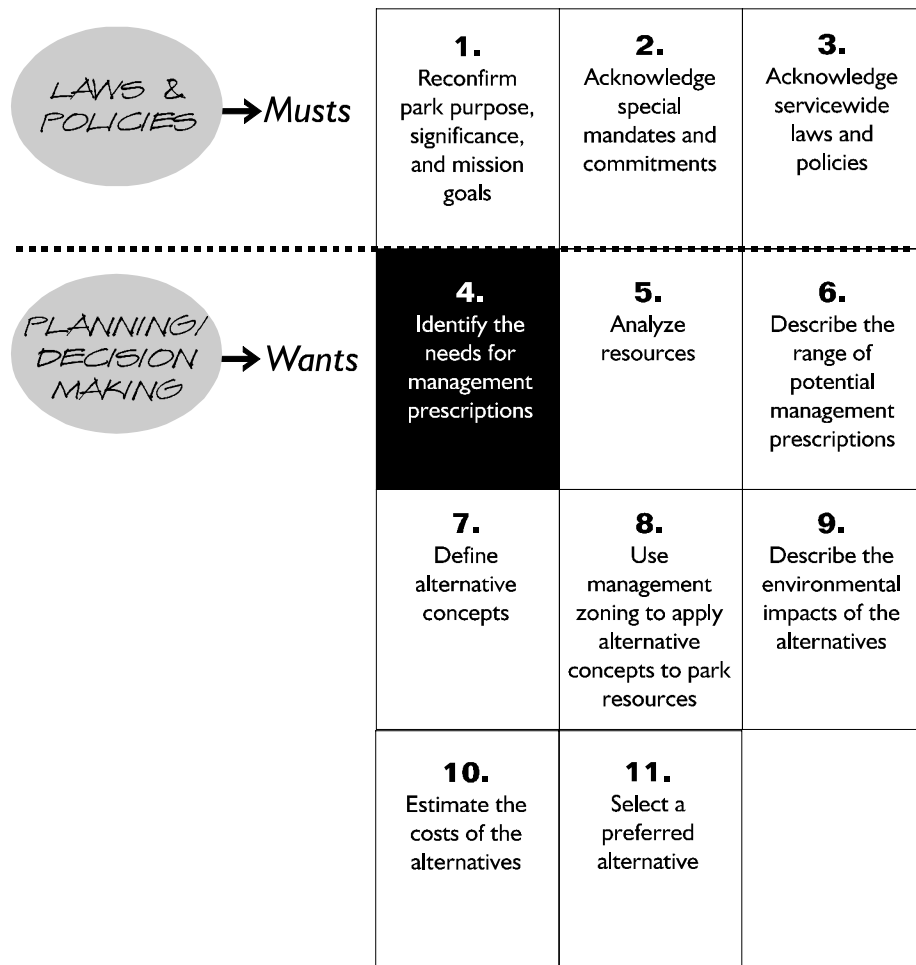 LAWS &
POLICIES
Musts
1.
Reconfirm
park purpose,
significance,
and mission
goals
2.
Acknowledge
special
mandates and
commitments
3.
Acknowledge
servicewide
laws and
policies
PLANNING/
DECISION
MAKING
Wants
4.
Identify the
needs for
management
prescriptions
5.
Analyze
resources
6.
Describe the
range of
potential
management
prescriptions
7.
Define
alternative
concepts
8.
Use
management
zoning to apply
alternative
concepts to park
resources
9.
Describe the
environmental
impacts of the
alternatives
10.
Estimate the
costs of the
alternatives
11.
Select a
preferred
alternative